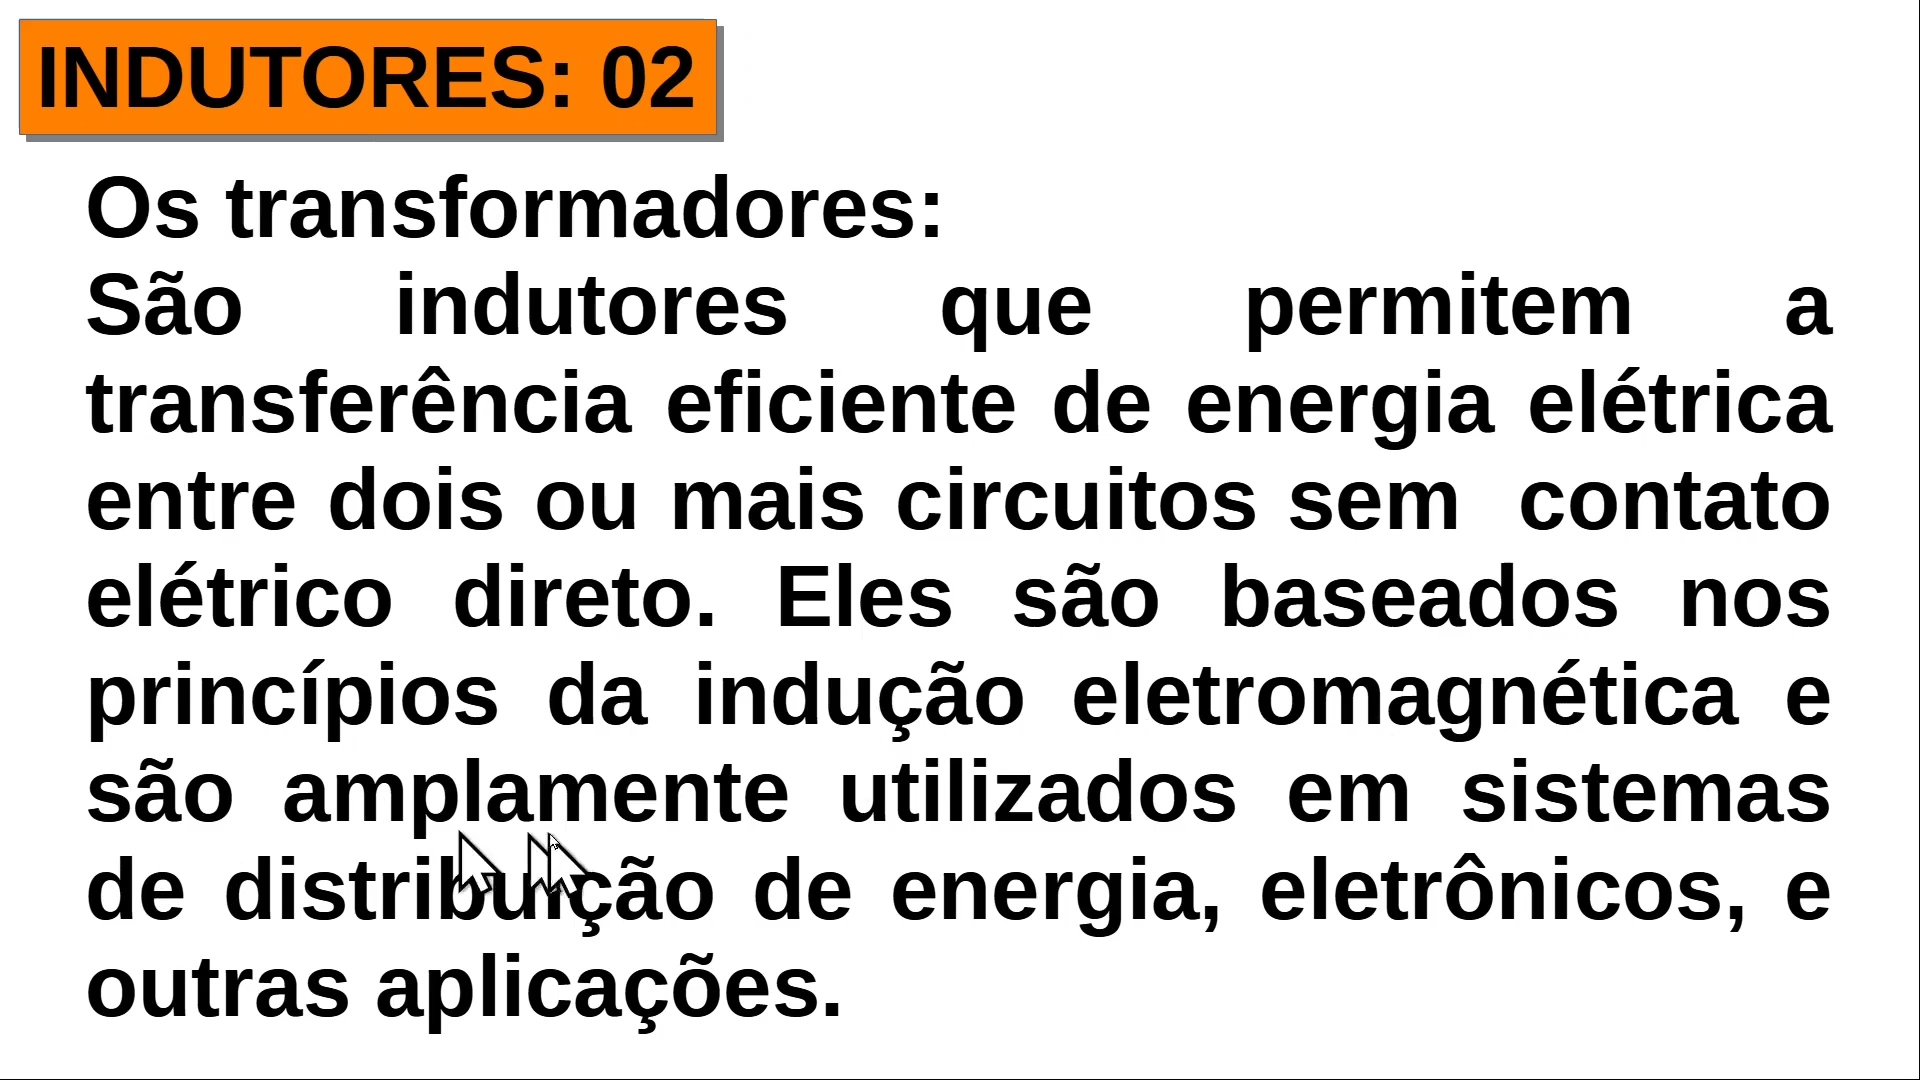 INDUTORES: 02
Os transformadores:
São indutores que permitem a
transferência eficiente de energia elétrica
entre dois ou mais circuitos sem contato
elétrico direto. Eles são baseados nos
princípios da indução eletromagnética e
são amplamente utilizados em sistemas
de distribuição de energia, eletrônicos, e
outras aplicações.